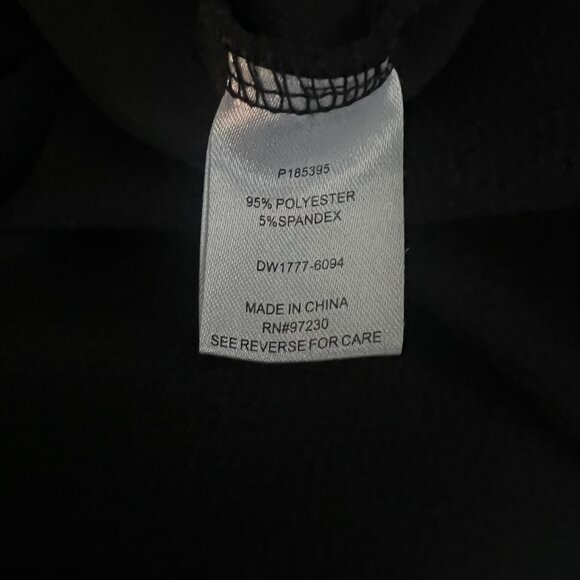 P185395
95% POLYESTER
5%SPANDEX
DW1777-6094
MADE IN CHINA
RN#97230
SEE REVERSE FOR CARE